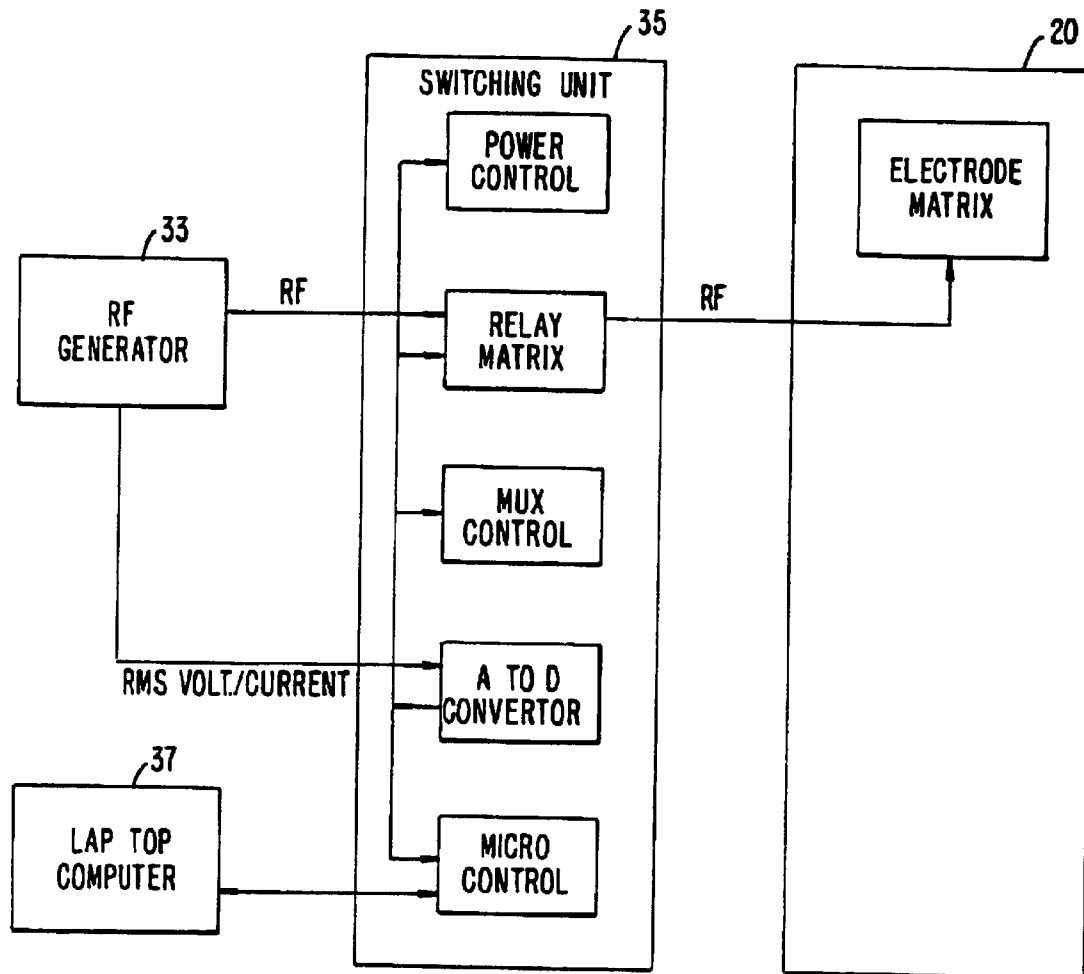 35
20
SWITCHING UNIT
POWER
CONTROL
ELECTRODE
MATRIX
33
RF
GENERATOR
RF
RELAY
MATRIX
RF
MUX
CONTROL
RMS VOLT./CURRENT
A TO D
CONVERTOR
37
LAP TOP
COMPUTER
MICRO
CONTROL